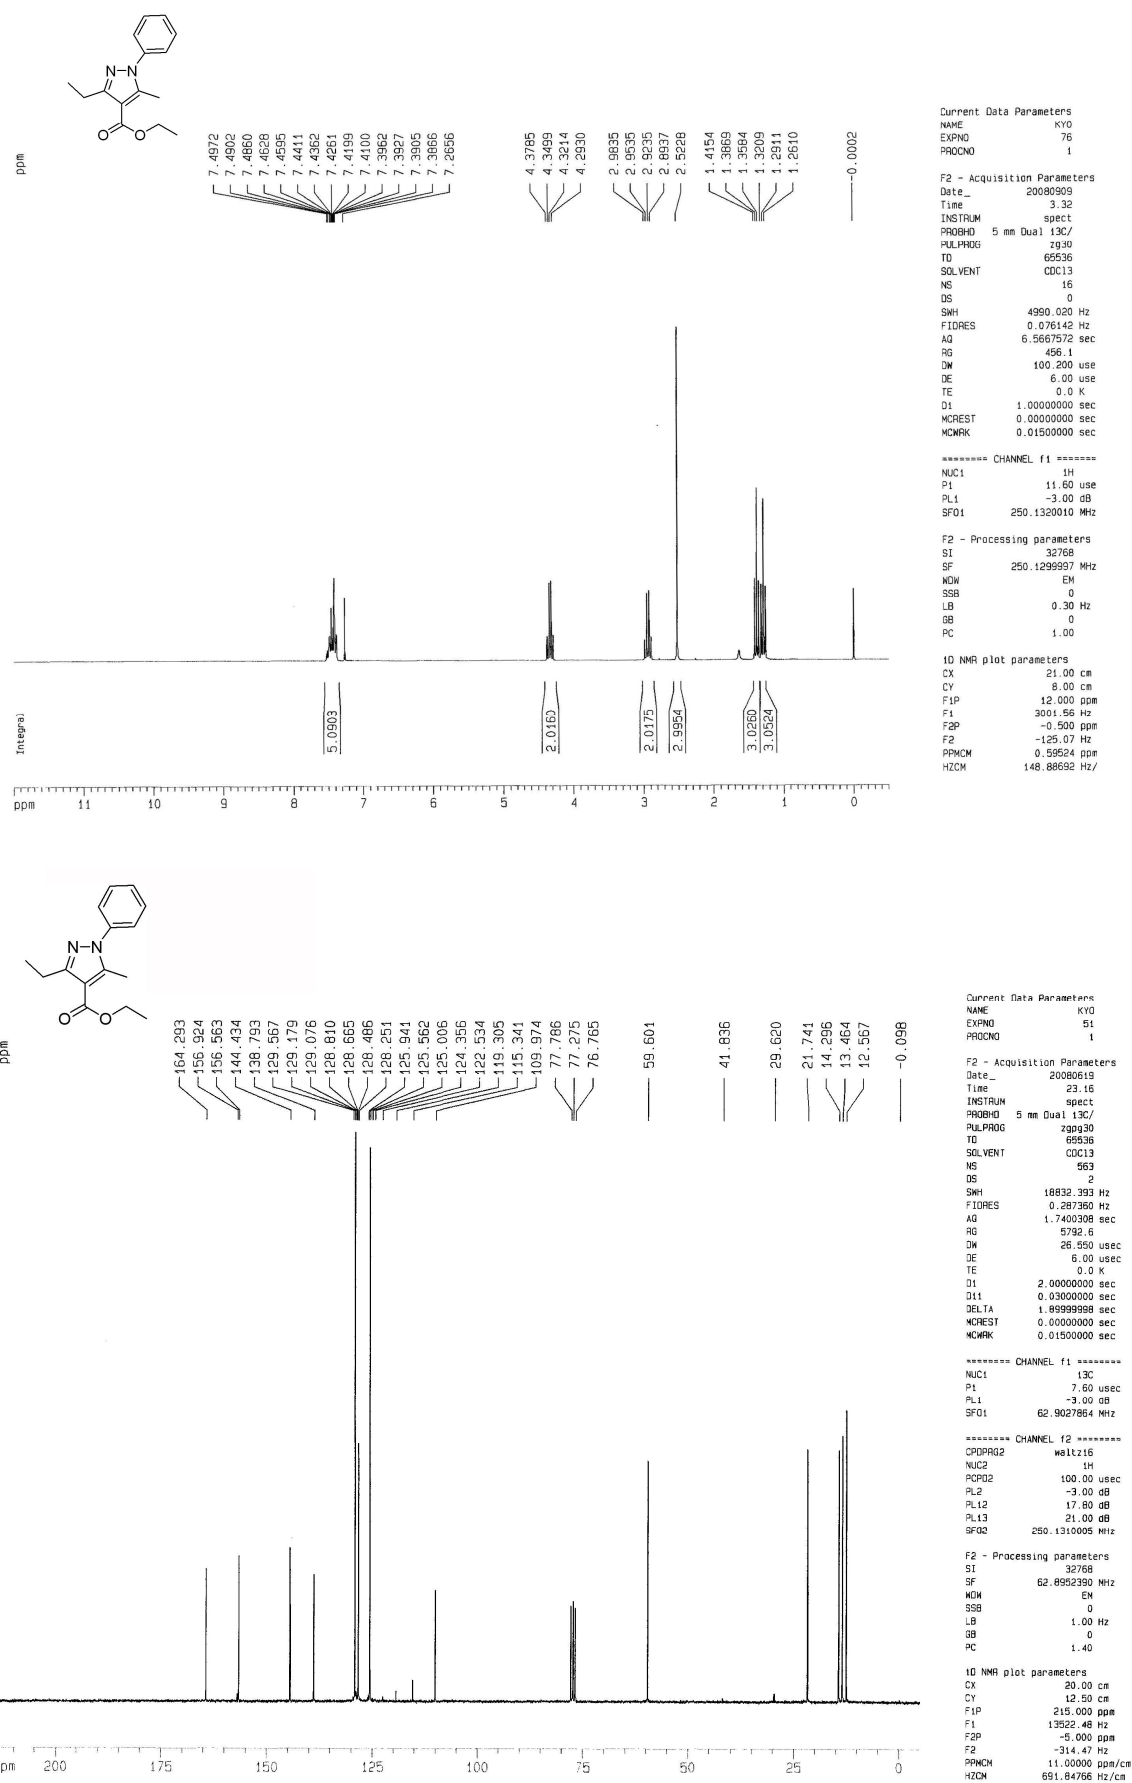 N
N
O
O
ppm
7.4972
7.4902
7.4860
7.4628
7.4595
7.4411
7.4362
7.4261
7.4199
7.4100
7.3962
7.3927
7.3905
7.3866
7.2656
4.3785
4.3499
4.3214
4.2930
2.9835
2.9535
2.9235
2.8937
2.5228
1.4154
1.3869
1.3584
1.3209
1.2911
1.2610
-0.0002
Current Data Parameters
NAME KYO
EXPNO 76
PROCNO 1
F2 - Acquisition Parameters
Date_ 20080909
Time 3.32
INSTRUM spect
PROBHD 5 mm Dual 13C/
PULPROG zg30
TD 65536
SOLVENT CDCl3
NS 16
DS 0
SWH 4990.020 Hz
FIDRES 0.076142 Hz
AQ 6.5667572 sec
RG 456.1
DW 100.200 use
DE 6.00 use
TE 0.0 K
D1 1.00000000 sec
MCREST 0.00000000 sec
MCWRK 0.01500000 sec
======== CHANNEL f1 =======
NUC1 1H
P1 11.60 use
PL1 -3.00 dB
SFO1 250.1320010 MHz
F2 - Processing parameters
SI 32768
SF 250.1299997 MHz
WDW EM
SSB 0
LB 0.30 Hz
GB 0
PC 1.00
1D NMR plot parameters
CX 21.00 cm
CY 8.00 cm
F1P 12.000 ppm
F1 3001.56 Hz
F2P -0.500 ppm
F2 -125.07 Hz
PPMCM 0.59524 ppm
HZCM 148.88692 Hz/
Integral
5.0903
2.0160
2.0175
2.9954
3.0260
3.0524
ppm 11 10 9 8 7 6 5 4 3 2 1 0
N
N
O
O
ppm
164.293
156.924
156.563
144.434
138.793
129.567
129.179
129.076
128.810
128.665
128.486
128.251
125.941
125.562
125.006
124.356
122.534
119.305
115.341
109.974
77.786
77.275
76.765
59.601
41.836
29.620
21.741
14.296
13.464
12.567
-0.098
Current Data Parameters
NAME KYO
EXPNO 51
PROCNO 1
F2 - Acquisition Parameters
Date_ 20080619
Time 23.16
INSTRUM spect
PROBHD 5 mm Dual 13C/
PULPROG zgpg30
TD 65536
SOLVENT CDCl3
NS 563
DS 2
SWH 18832.393 Hz
FIDRES 0.287360 Hz
AQ 1.7400308 sec
RG 5792.6
DW 26.550 usec
DE 6.00 usec
TE 0.0 K
D1 2.00000000 sec
D11 0.03000000 sec
DELTA 1.89999998 sec
MCREST 0.00000000 sec
MCWRK 0.01500000 sec
======== CHANNEL f1 ========
NUC1 13C
P1 7.60 usec
PL1 -3.00 dB
SFO1 62.9027864 MHz
======== CHANNEL f2 ========
CPDPRG2 waltz16
NUC2 1H
PCPD2 100.00 usec
PL2 -3.00 dB
PL12 17.80 dB
PL13 21.00 dB
SFO2 250.1310005 MHz
F2 - Processing parameters
SI 32768
SF 62.8952390 MHz
WDW EM
SSB 0
LB 1.00 Hz
GB 0
PC 1.40
1D NMR plot parameters
CX 20.00 cm
CY 12.50 cm
F1P 215.000 ppm
F1 13522.48 Hz
F2P -5.000 ppm
F2 -314.47 Hz
PPMCM 11.00000 ppm/cm
HZCM 691.84766 Hz/cm
pm 200 175 150 125 100 75 50 25 0